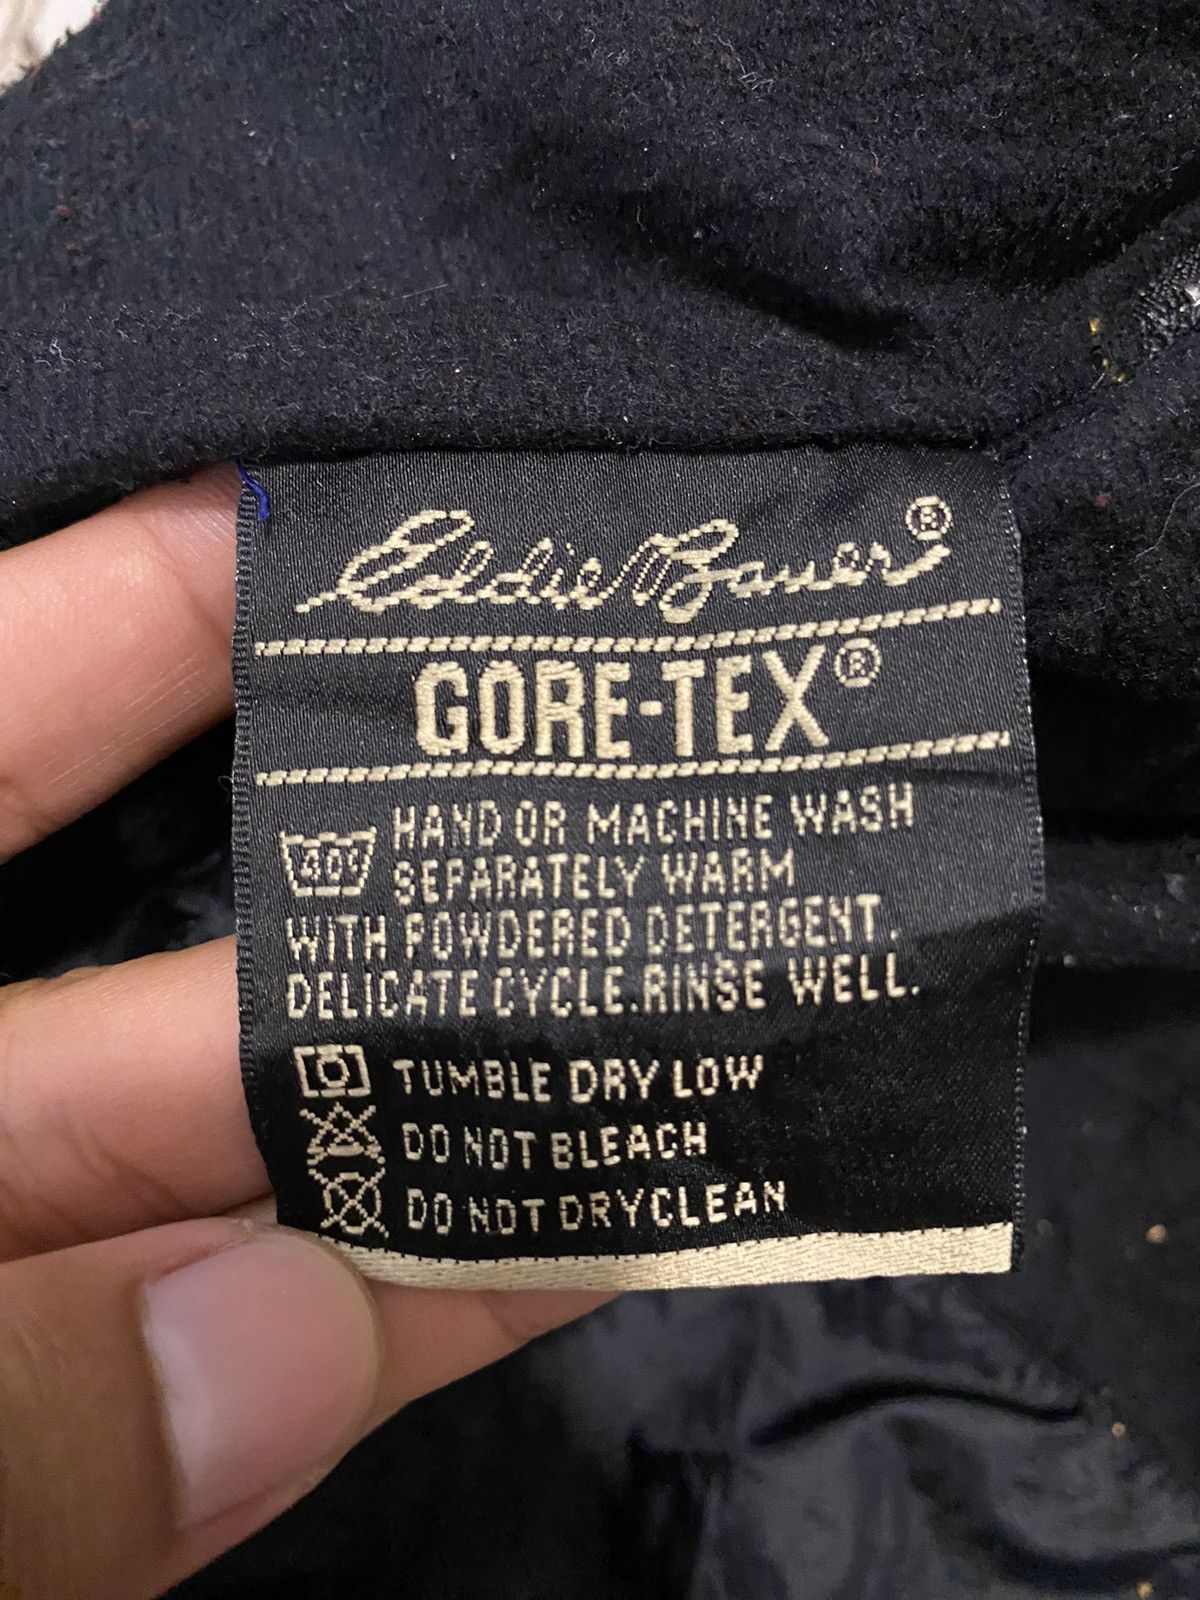 Eddie Bauer®
GORE-TEX®
40° HAND OR MACHINE WASH
SEPARATELY WARM
WITH POWDERED DETERGENT.
DELICATE CYCLE.RINSE WELL.
TUMBLE DRY LOW
DO NOT BLEACH
DO NOT DRYCLEAN